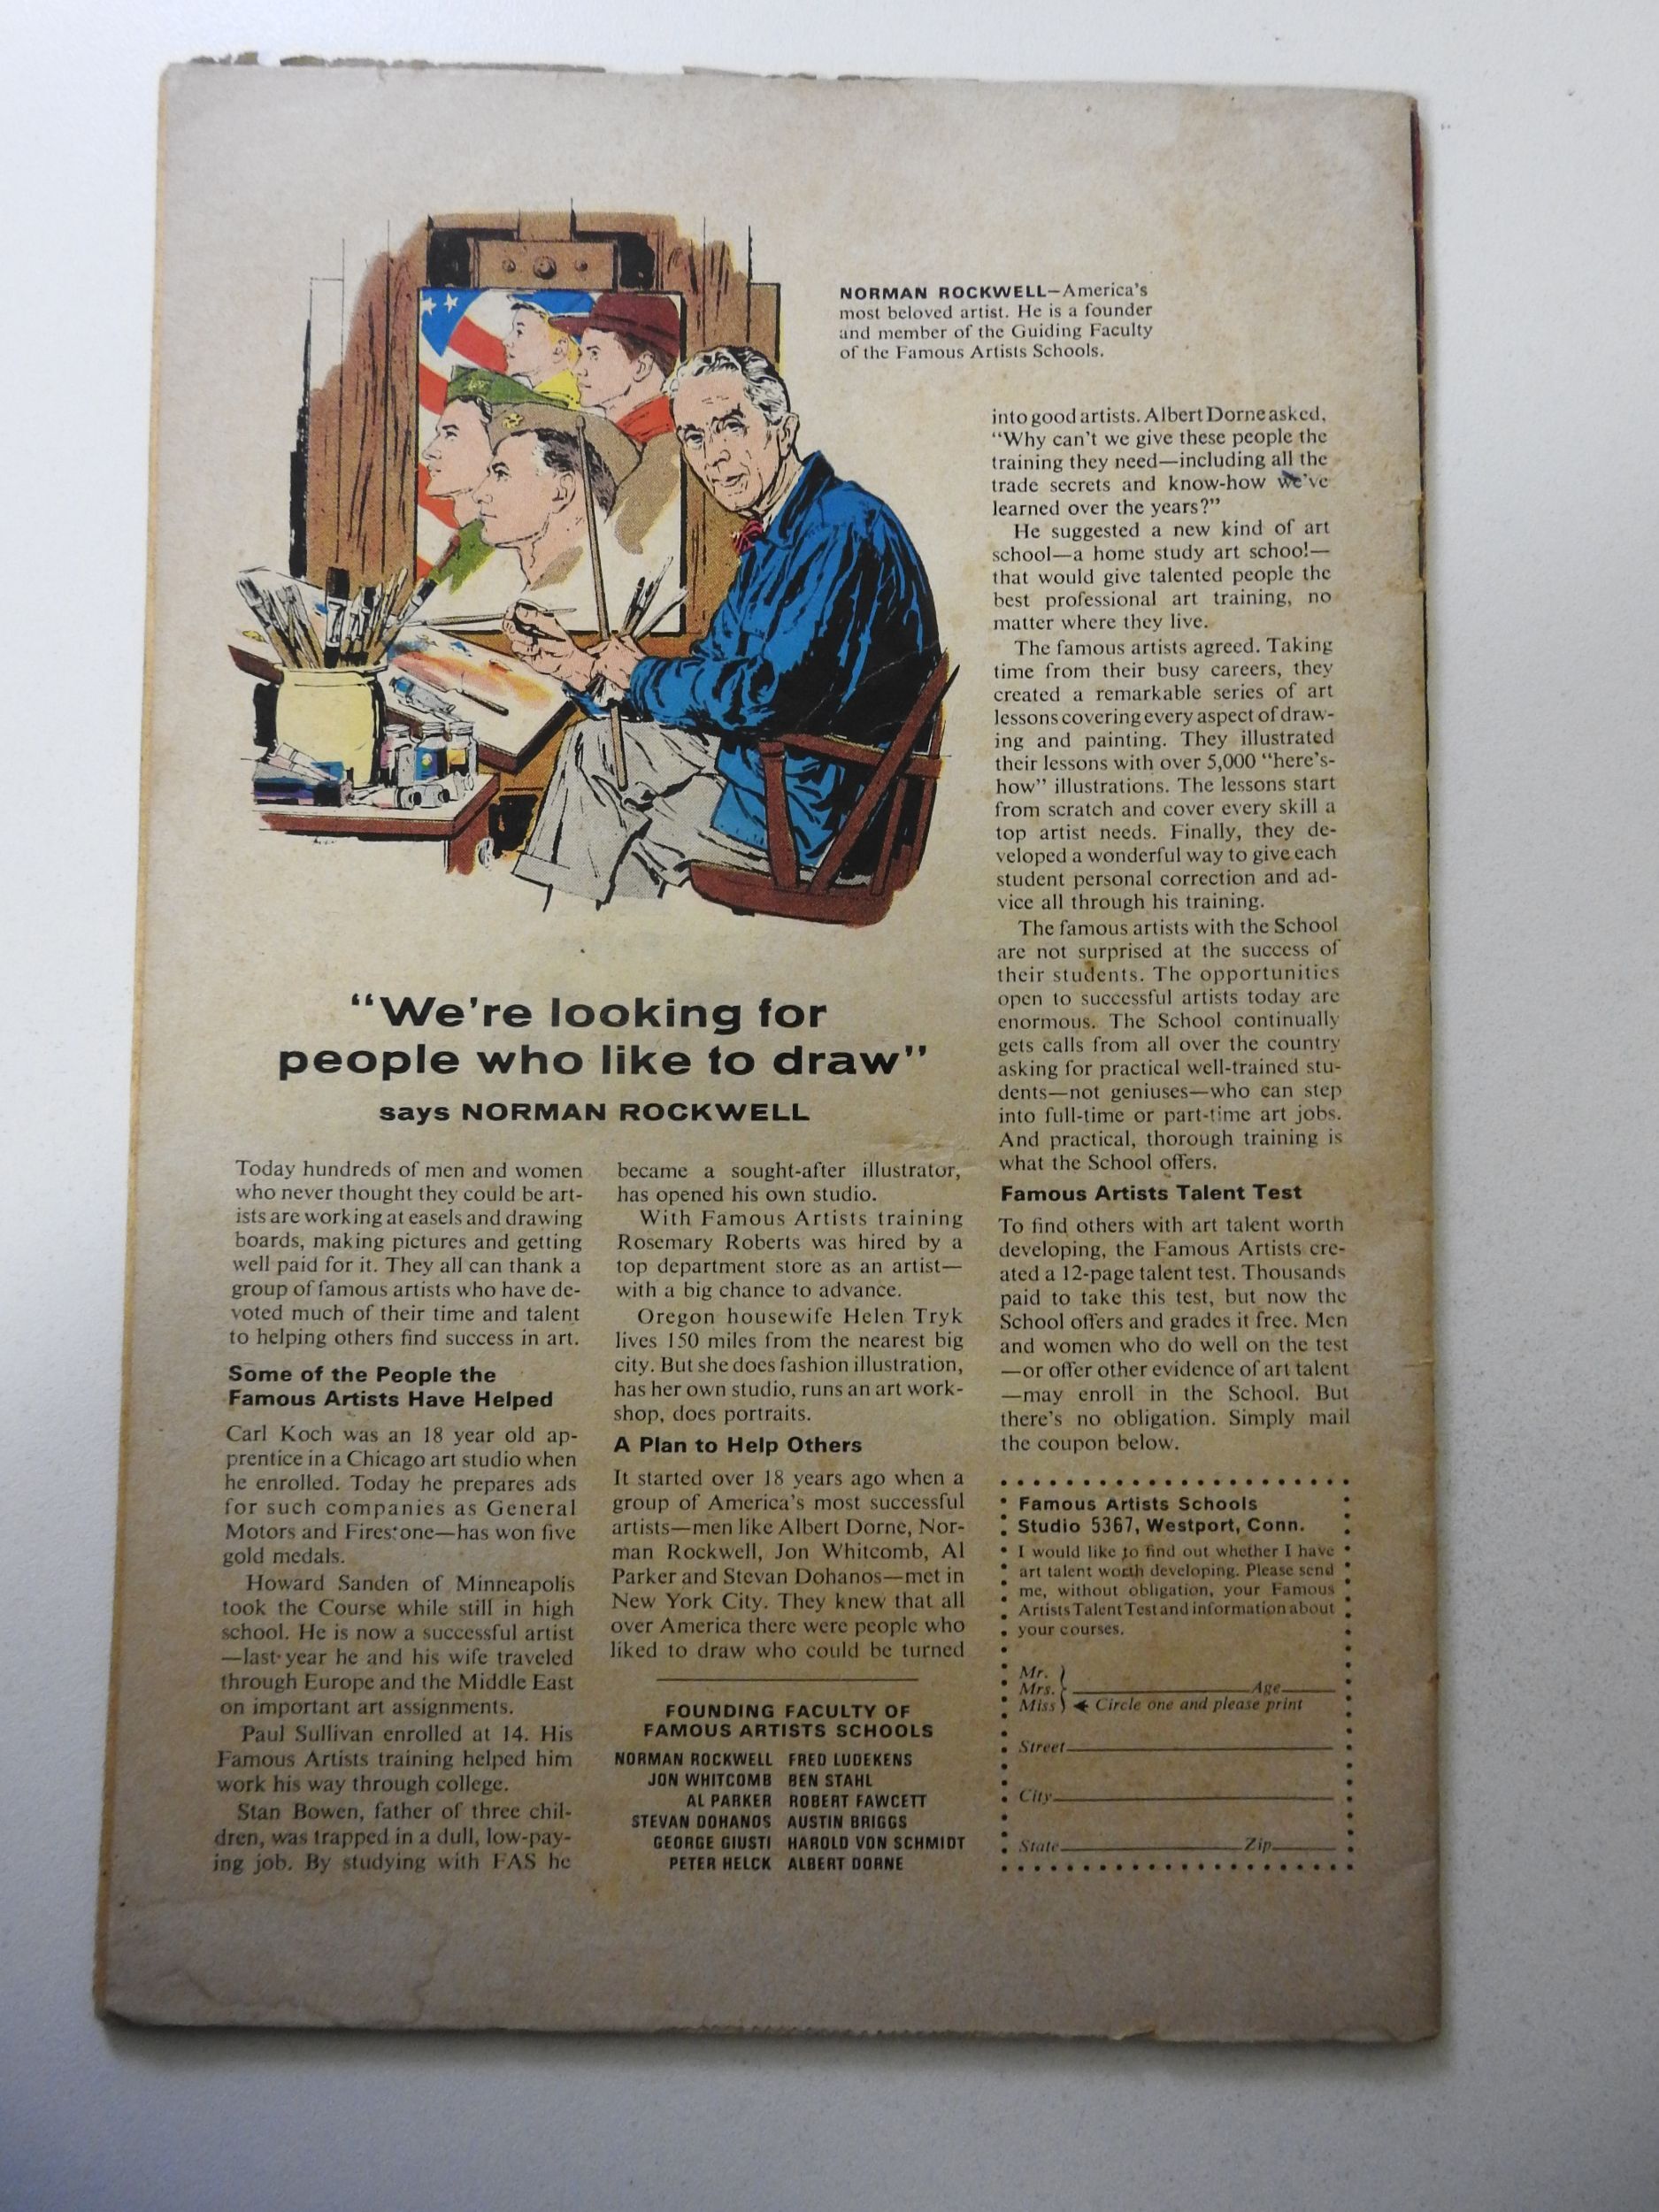 NORMAN ROCKWELL—America's
most beloved artist. He is a founder
and member of the Guiding Faculty
of the Famous Artists Schools.
"We're looking for
people who like to draw"
says NORMAN ROCKWELL
Today hundreds of men and women
who never thought they could be art-
ists are working at easels and drawing
boards, making pictures and getting
well paid for it. They all can thank a
group of famous artists who have de-
voted much of their time and talent
to helping others find success in art.
Some of the People the
Famous Artists Have Helped
Carl Koch was an 18 year old ap-
prentice in a Chicago art studio when
he enrolled. Today he prepares ads
for such companies as General
Motors and Firestone—has won five
gold medals.
Howard Sanden of Minneapolis
took the Course while still in high
school. He is now a successful artist
—last year he and his wife traveled
through Europe and the Middle East
on important art assignments.
Paul Sullivan enrolled at 14. His
Famous Artists training helped him
work his way through college.
Stan Bowen, father of three chil-
dren, was trapped in a dull, low-pay-
ing job. By studying with FAS he
became a sought-after illustrator,
has opened his own studio.
With Famous Artists training
Rosemary Roberts was hired by a
top department store as an artist—
with a big chance to advance.
Oregon housewife Helen Tryk
lives 150 miles from the nearest big
city. But she does fashion illustration,
has her own studio, runs an art work-
shop, does portraits.
A Plan to Help Others
It started over 18 years ago when a
group of America's most successful
artists—men like Albert Dorne, Nor-
man Rockwell, Jon Whitcomb, Al
Parker and Stevan Dohanos—met in
New York City. They knew that all
over America there were people who
liked to draw who could be turned
FOUNDING FACULTY OF
FAMOUS ARTISTS SCHOOLS
NORMAN ROCKWELL FRED LUDEKENS
JON WHITCOMB BEN STAHL
AL PARKER ROBERT FAWCETT
STEVAN DOHANOS AUSTIN BRIGGS
GEORGE GIUSTI HAROLD VON SCHMIDT
PETER HELCK ALBERT DORNE
into good artists. Albert Dorne asked,
"Why can't we give these people the
training they need—including all the
trade secrets and know-how we've
learned over the years?"
He suggested a new kind of art
school—a home study art school—
that would give talented people the
best professional art training, no
matter where they live.
The famous artists agreed. Taking
time from their busy careers, they
created a remarkable series of art
lessons covering every aspect of draw-
ing and painting. They illustrated
their lessons with over 5,000 "here's-
how" illustrations. The lessons start
from scratch and cover every skill a
top artist needs. Finally, they de-
veloped a wonderful way to give each
student personal correction and ad-
vice all through his training.
The famous artists with the School
are not surprised at the success of
their students. The opportunities
open to successful artists today are
enormous. The School continually
gets calls from all over the country
asking for practical well-trained stu-
dents—not geniuses—who can step
into full-time or part-time art jobs.
And practical, thorough training is
what the School offers.
Famous Artists Talent Test
To find others with art talent worth
developing, the Famous Artists cre-
ated a 12-page talent test. Thousands
paid to take this test, but now the
School offers and grades it free. Men
and women who do well on the test
—or offer other evidence of art talent
—may enroll in the School. But
there's no obligation. Simply mail
the coupon below.
Famous Artists Schools
Studio 5367, Westport, Conn.
I would like to find out whether I have
art talent worth developing. Please send
me, without obligation, your Famous
Artists Talent Test and information about
your courses.
Mr.
Mrs. Age
Miss Circle one and please print
Street
City
State Zip